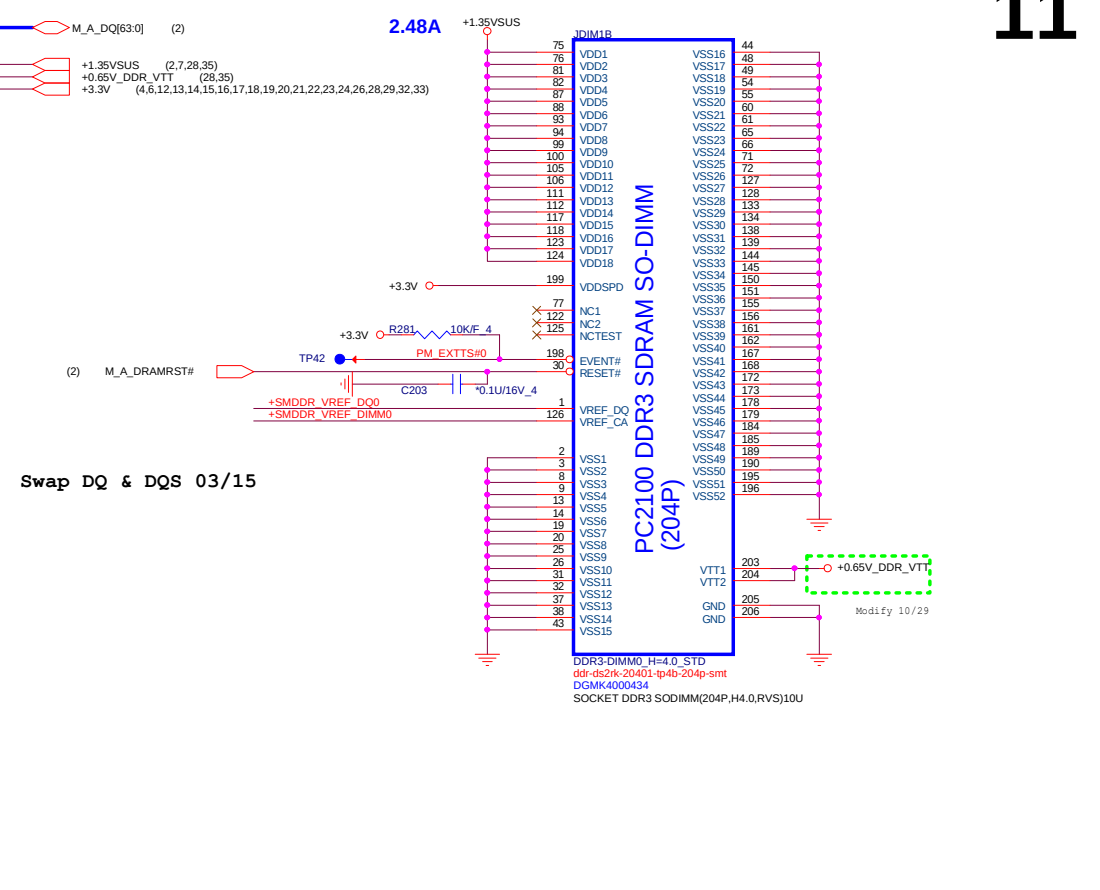 11
M_A_DQ[63:0] (2)
+1.35VSUS (2,7,28,35)
+0.65V_DDR_VTT (28,35)
+3.3V (4,6,12,13,14,15,16,17,18,19,20,21,22,23,24,26,28,29,32,33)
2.48A
+1.35VSUS
JDIM1B
75 VDD1 VSS16 44
76 VDD2 VSS17 48
81 VDD3 VSS18 49
82 VDD4 VSS19 54
87 VDD5 VSS20 55
88 VDD6 VSS21 60
93 VDD7 VSS22 61
94 VDD8 VSS23 65
99 VDD9 VSS24 66
100 VDD10 VSS25 71
105 VDD11 VSS26 72
106 VDD12 VSS27 127
111 VDD13 VSS28 128
112 VDD14 VSS29 133
117 VDD15 VSS30 134
118 VDD16 VSS31 138
123 VDD17 VSS32 139
124 VDD18 VSS33 144
VSS34 145
+3.3V 199 VDDSPD VSS35 150
VSS36 151
77 NC1 VSS37 155
122 NC2 VSS38 156
125 NCTEST VSS39 161
+3.3V R281 10K/F_4
VSS40 162
TP42 PM_EXTTS#0 198 EVENT# VSS41 167
(2) M_A_DRAMRST# 30 RESET# VSS42 168
VSS43 172
C203 *0.1U/16V_4
VSS44 173
+SMDDR_VREF_DQ0 1 VREF_DQ VSS45 178
+SMDDR_VREF_DIMM0 126 VREF_CA VSS46 179
VSS47 184
VSS48 185
2 VSS1 VSS49 189
3 VSS2 VSS50 190
8 VSS3 VSS51 195
9 VSS4 VSS52 196
13 VSS5
14 VSS6
19 VSS7
20 VSS8
25 VSS9
26 VSS10 VTT1 203 +0.65V_DDR_VTT
31 VSS11 VTT2 204
32 VSS12
37 VSS13 GND 205
38 VSS14 GND 206
43 VSS15
Modify 10/29
PC2100 DDR3 SDRAM SO-DIMM
(204P)
Swap DQ & DQS 03/15
DDR3-DIMM0_H=4.0_STD
ddr-ds2rk-20401-tp4b-204p-smt
DGMK4000434
SOCKET DDR3 SODIMM(204P,H4.0,RVS)10U